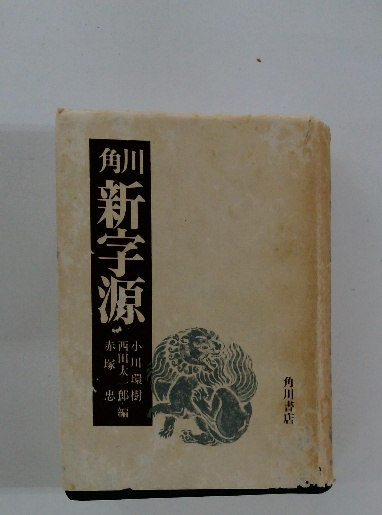 角川
新字源
小川環樹
西田太一郎編
赤塚忠
角川書店